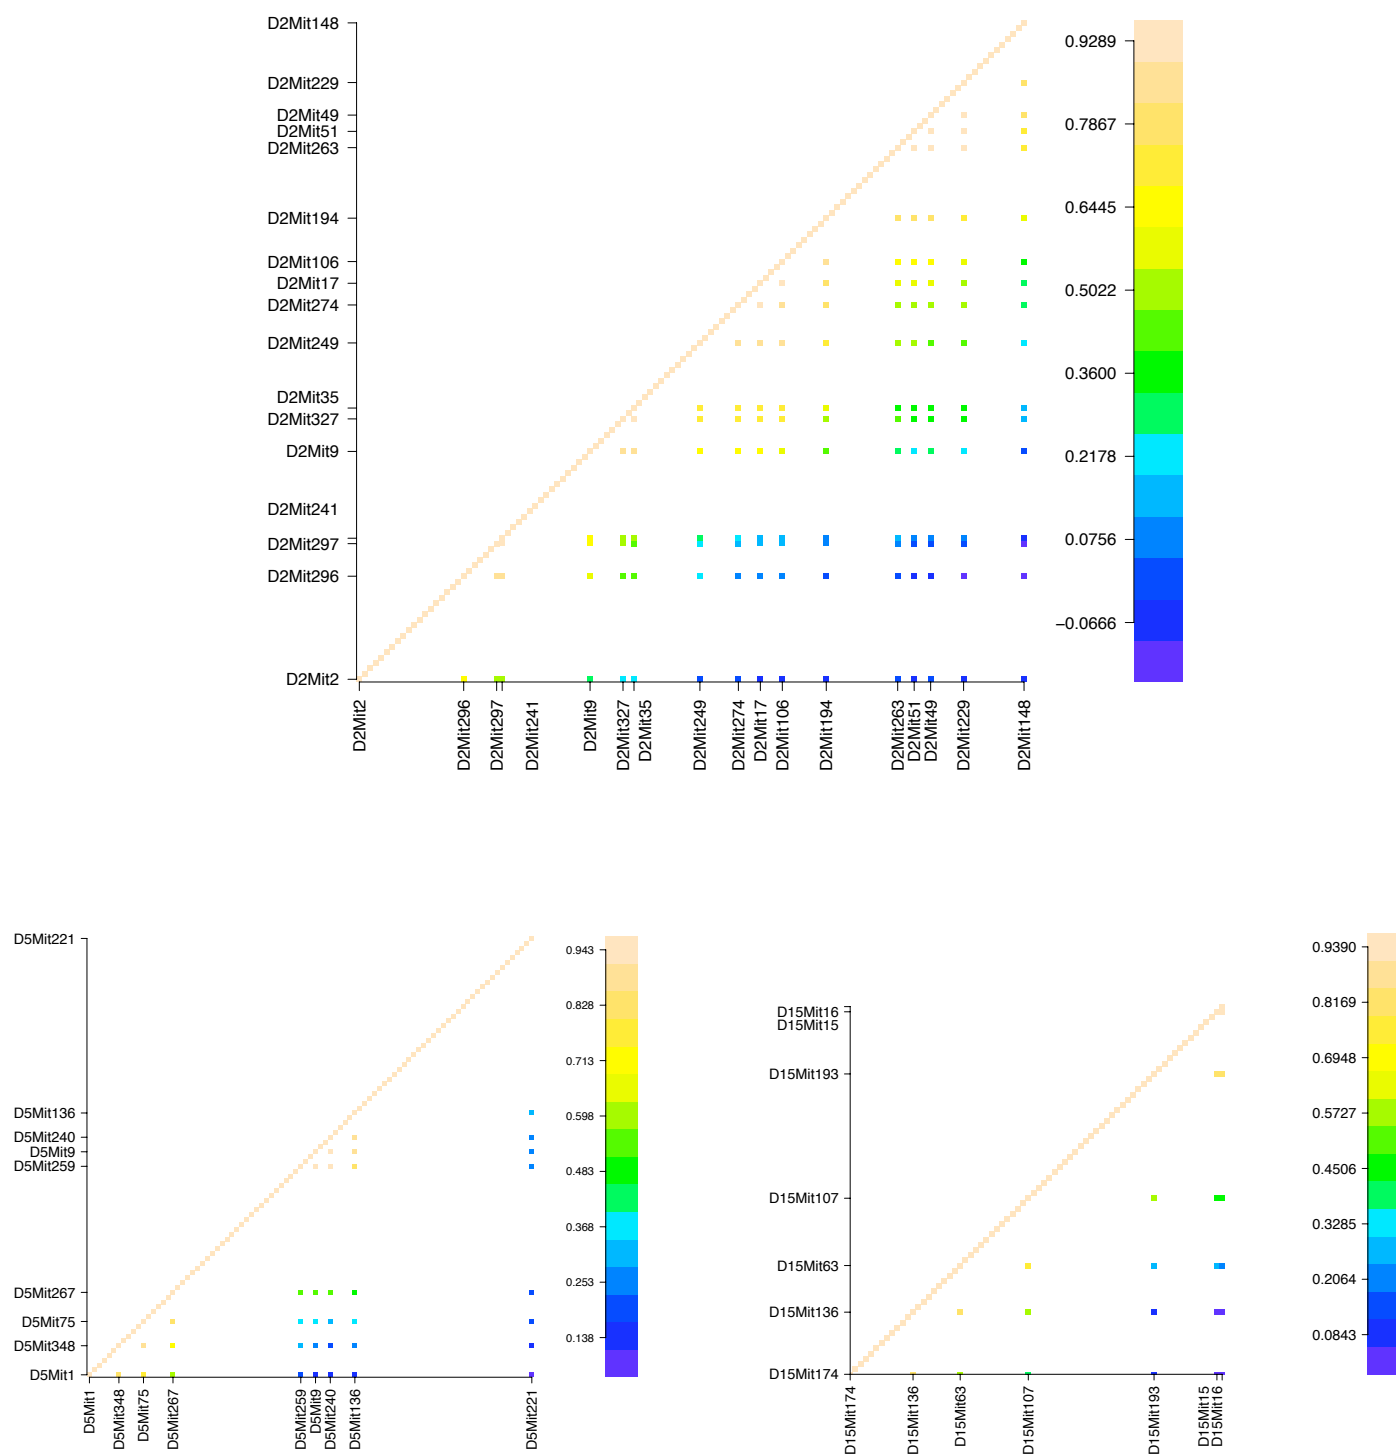 D2Mit148
D2Mit229
D2Mit49
D2Mit51
D2Mit263
D2Mit194
D2Mit106
D2Mit17
D2Mit274
D2Mit249
D2Mit35
D2Mit327
D2Mit9
D2Mit241
D2Mit297
D2Mit296
D2Mit2
D2Mit2
D2Mit296
D2Mit297
D2Mit241
D2Mit9
D2Mit327
D2Mit35
D2Mit249
D2Mit274
D2Mit17
D2Mit106
D2Mit194
D2Mit263
D2Mit51
D2Mit49
D2Mit229
D2Mit148
0.9289
0.7867
0.6445
0.5022
0.3600
0.2178
0.0756
−0.0666
D5Mit221
D5Mit136
D5Mit240
D5Mit9
D5Mit259
D5Mit267
D5Mit75
D5Mit348
D5Mit1
D5Mit1
D5Mit348
D5Mit75
D5Mit267
D5Mit259
D5Mit9
D5Mit240
D5Mit136
D5Mit221
0.943
0.828
0.713
0.598
0.483
0.368
0.253
0.138
D15Mit16
D15Mit15
D15Mit193
D15Mit107
D15Mit63
D15Mit136
D15Mit174
D15Mit174
D15Mit136
D15Mit63
D15Mit107
D15Mit193
D15Mit15
D15Mit16
0.9390
0.8169
0.6948
0.5727
0.4506
0.3285
0.2064
0.0843